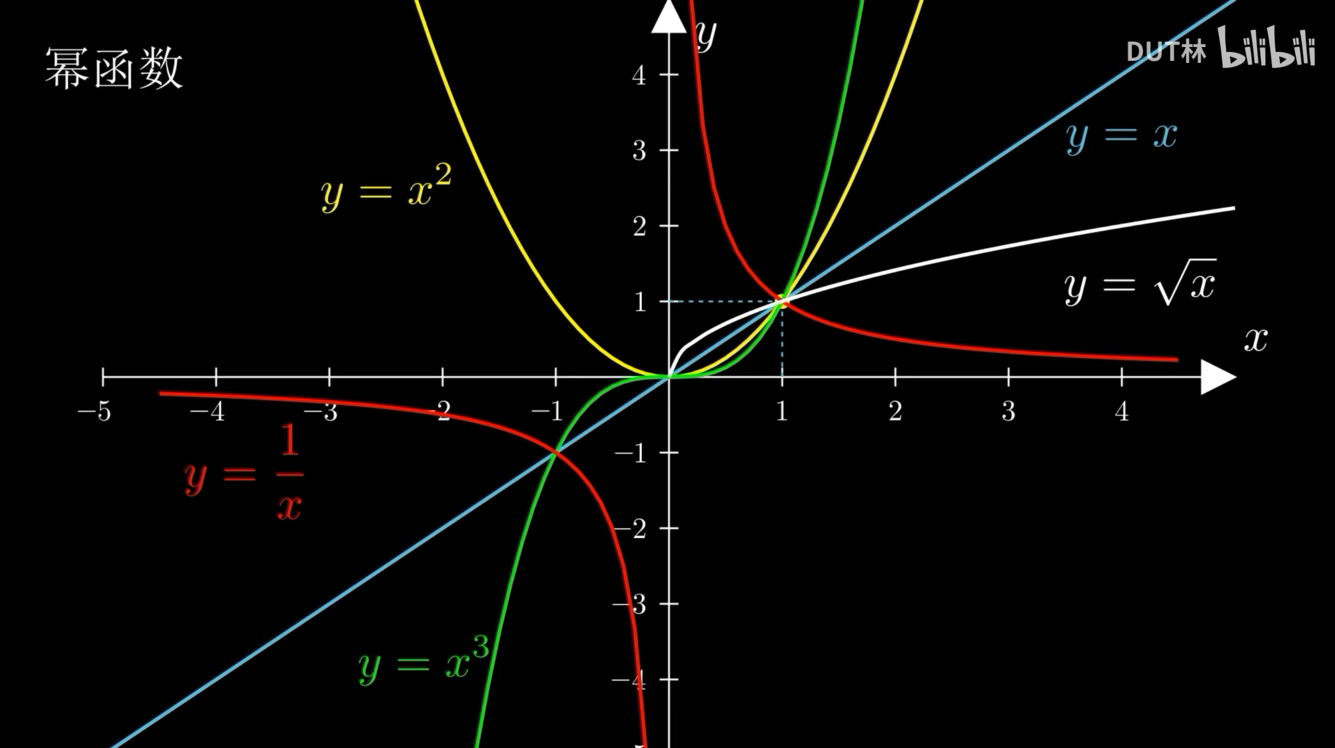 幂函数
DUT林 bilibili
y
4
y = x
3
y = x²
2
y = √x
1
x
−5 −4 −3 −2 −1 1 2 3 4
−1
y = 1/x
−2
−3
y = x³
−4